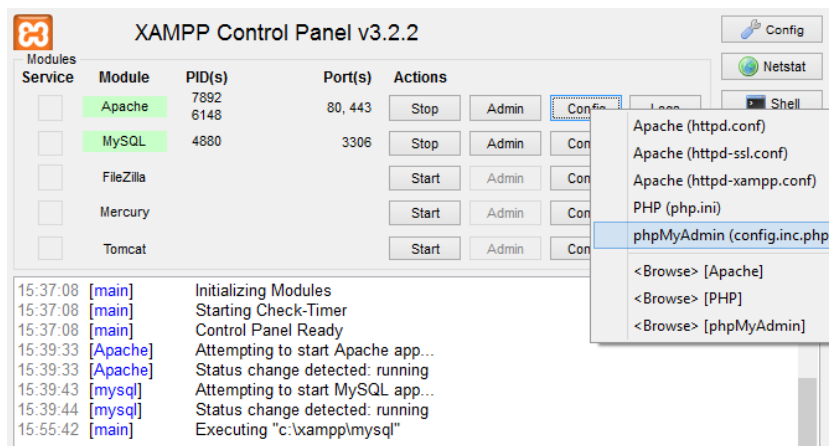 XAMPP Control Panel v3.2.2
Config
Netstat
Shell
Modules
Service Module PID(s) Port(s) Actions
Apache 7892 6148 80, 443 Stop Admin Config
MySQL 4880 3306 Stop Admin
FileZilla Start Admin
Mercury Start Admin
Tomcat Start Admin
Apache (httpd.conf)
Apache (httpd-ssl.conf)
Apache (httpd-xampp.conf)
PHP (php.ini)
phpMyAdmin (config.inc.php
<Browse> [Apache]
<Browse> [PHP]
<Browse> [phpMyAdmin]
15:37:08 [main] Initializing Modules
15:37:08 [main] Starting Check-Timer
15:37:08 [main] Control Panel Ready
15:39:33 [Apache] Attempting to start Apache app...
15:39:33 [Apache] Status change detected: running
15:39:43 [mysql] Attempting to start MySQL app...
15:39:44 [mysql] Status change detected: running
15:55:42 [main] Executing "c:\xampp\mysql"